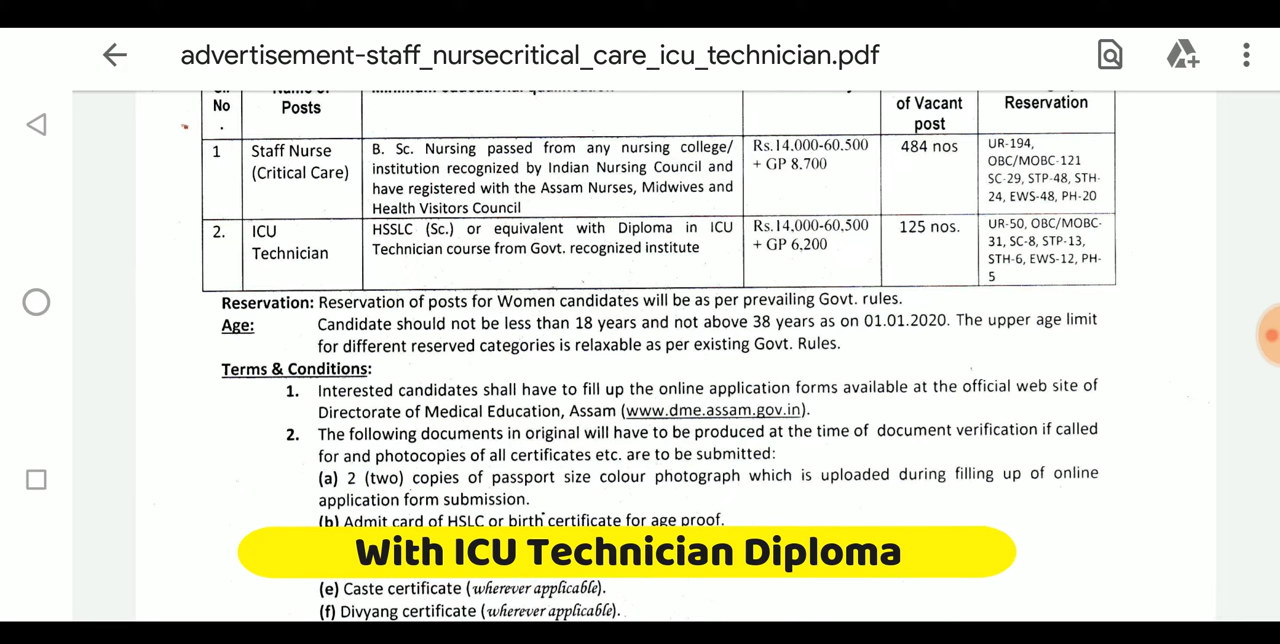 advertisement-staff_nursecritical_care_icu_technician.pdf
No
.
Posts
of Vacant
post
Reservation
1
Staff Nurse
(Critical Care)
B. Sc. Nursing passed from any nursing college/
institution recognized by Indian Nursing Council and
have registered with the Assam Nurses, Midwives and
Health Visitors Council
Rs.14,000-60.500
+ GP 8.700
484 nos
UR-194,
OBC/MOBC-121
SC-29, STP-48, STH-
24, EWS-48, PH-20
2.
ICU
Technician
HSSLC (Sc.) or equivalent with Diploma in ICU
Technician course from Govt. recognized institute
Rs.14,000-60,500
+ GP 6,200
125 nos.
UR-50, OBC/MOBC-
31, SC-8, STP-13,
STH-6, EWS-12, PH-
5
Reservation: Reservation of posts for Women candidates will be as per prevailing Govt. rules.
Age: Candidate should not be less than 18 years and not above 38 years as on 01.01.2020. The upper age limit
for different reserved categories is relaxable as per existing Govt. Rules.
Terms & Conditions:
1. Interested candidates shall have to fill up the online application forms available at the official web site of
Directorate of Medical Education, Assam (www.dme.assam.gov.in).
2. The following documents in original will have to be produced at the time of document verification if called
for and photocopies of all certificates etc. are to be submitted:
(a) 2 (two) copies of passport size colour photograph which is uploaded during filling up of online
application form submission.
(b) Admit card of HSLC or birth certificate for age proof.
With ICU Technician Diploma
(e) Caste certificate (wherever applicable).
(f) Divyang certificate (wherever applicable).